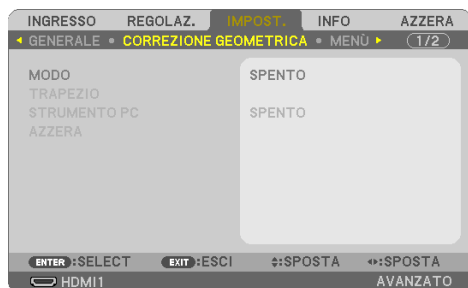 INGRESSO REGOLAZ. IMPOST. INFO AZZERA
◀ GENERALE • CORREZIONE GEOMETRICA • MENÙ ▶ 1/2
MODO SPENTO
TRAPEZIO
STRUMENTO PC SPENTO
AZZERA
ENTER :SELECT EXIT :ESCI :SPOSTA :SPOSTA
HDMI1 AVANZATO